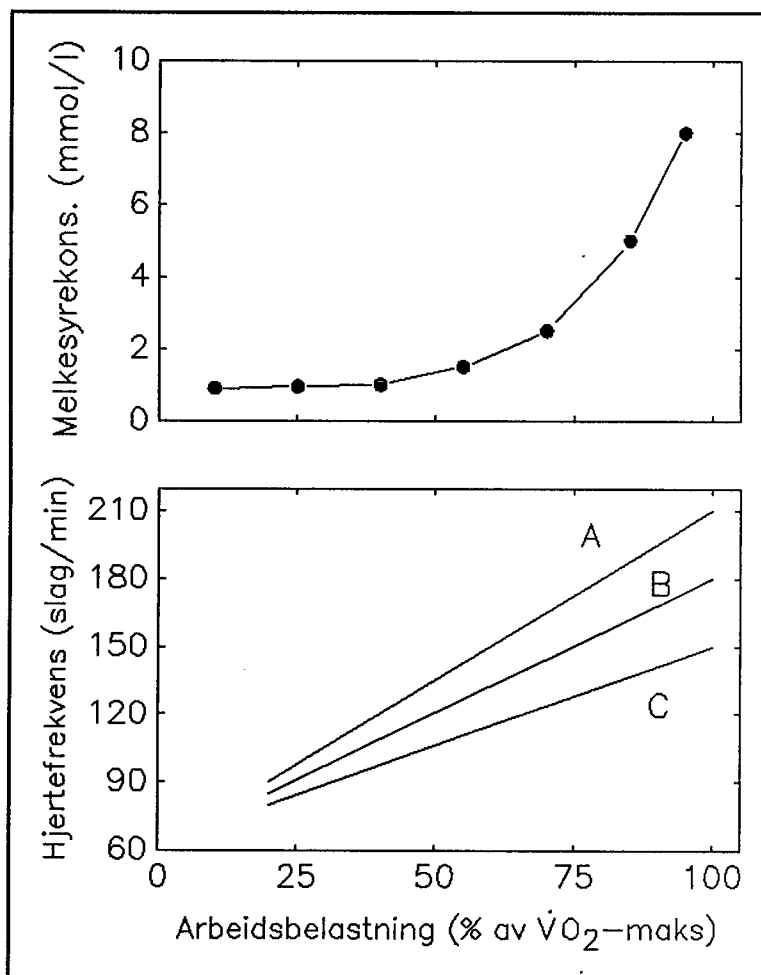 Melkesyrekons. (mmol/l)
10
8
6
4
2
0
Hjertefrekvens (slag/min)
210
180
150
120
90
60
A
B
C
0 25 50 75 100
Arbeidsbelastning (% av V̇O₂-maks)